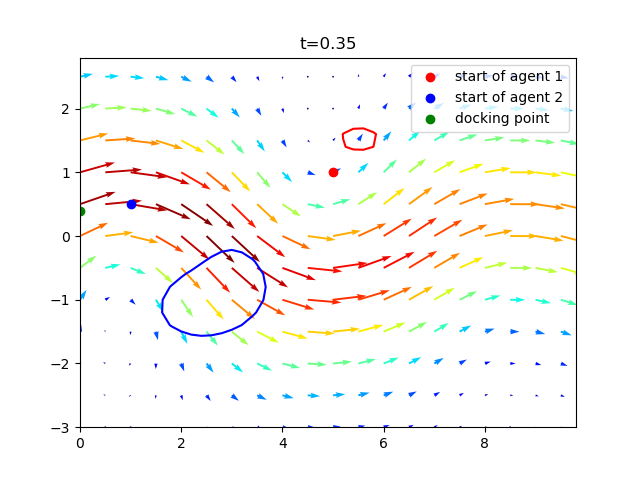 t=0.35
start of agent 1
start of agent 2
docking point
2
1
0
−1
−2
−3
0 2 4 6 8